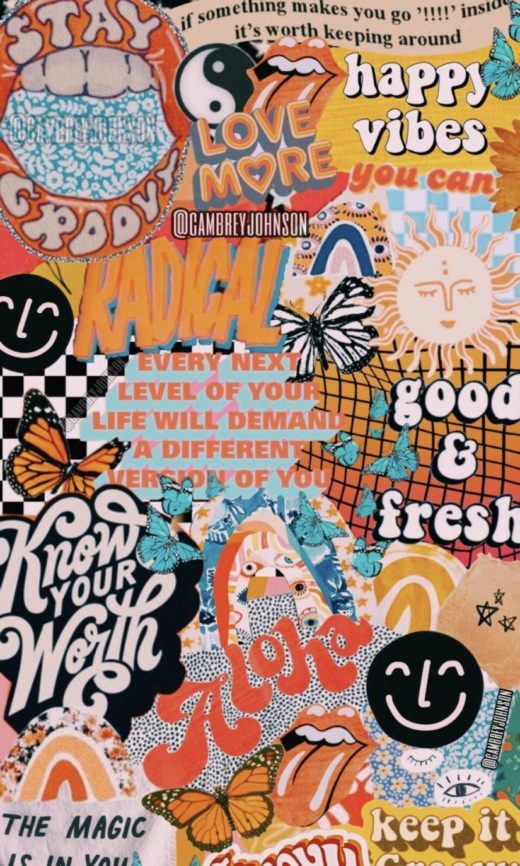 if something makes you go '!!!!' inside
it's worth keeping around
STAY
GROOVY
@CAMBREYJOHNSON
LOVE
MORE
happy
vibes
you can
@CAMBREYJOHNSON
RADICAL
EVERY NEXT
LEVEL OF YOUR
LIFE WILL DEMAND
A DIFFERENT
VERSION OF YOU
good
&
fresh
Know
YOUR
Worth
Aloha
@CAMBREYJOHNSON
THE MAGIC
IS IN YOU
keep it